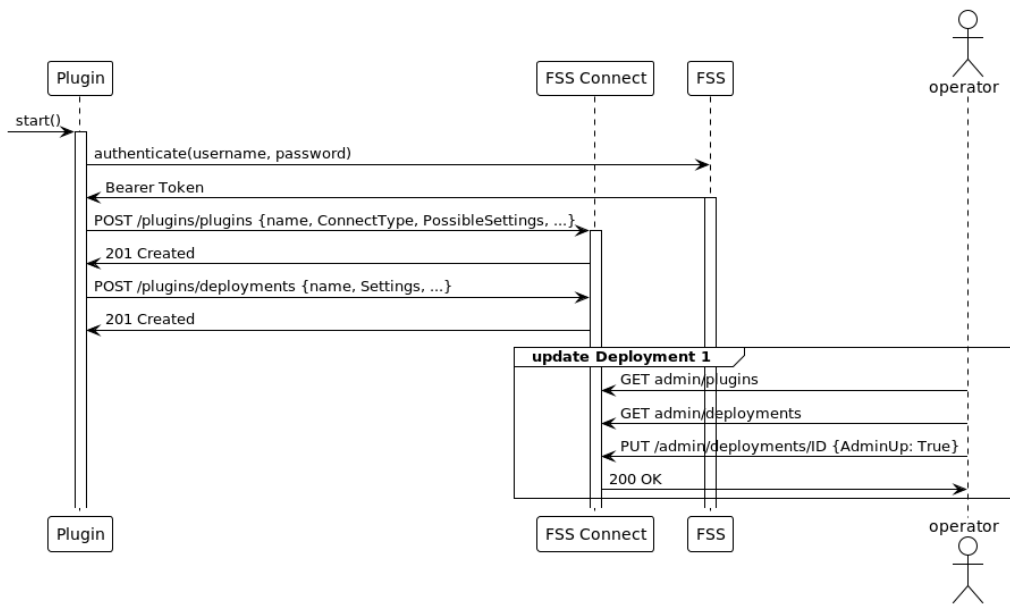 operator
Plugin
FSS Connect
FSS
start()
authenticate(username, password)
Bearer Token
POST /plugins/plugins {name, ConnectType, PossibleSettings, ...}
201 Created
POST /plugins/deployments {name, Settings, ...}
201 Created
update Deployment 1
GET admin/plugins
GET admin/deployments
PUT /admin/deployments/ID {AdminUp: True}
200 OK
Plugin
FSS Connect
FSS
operator